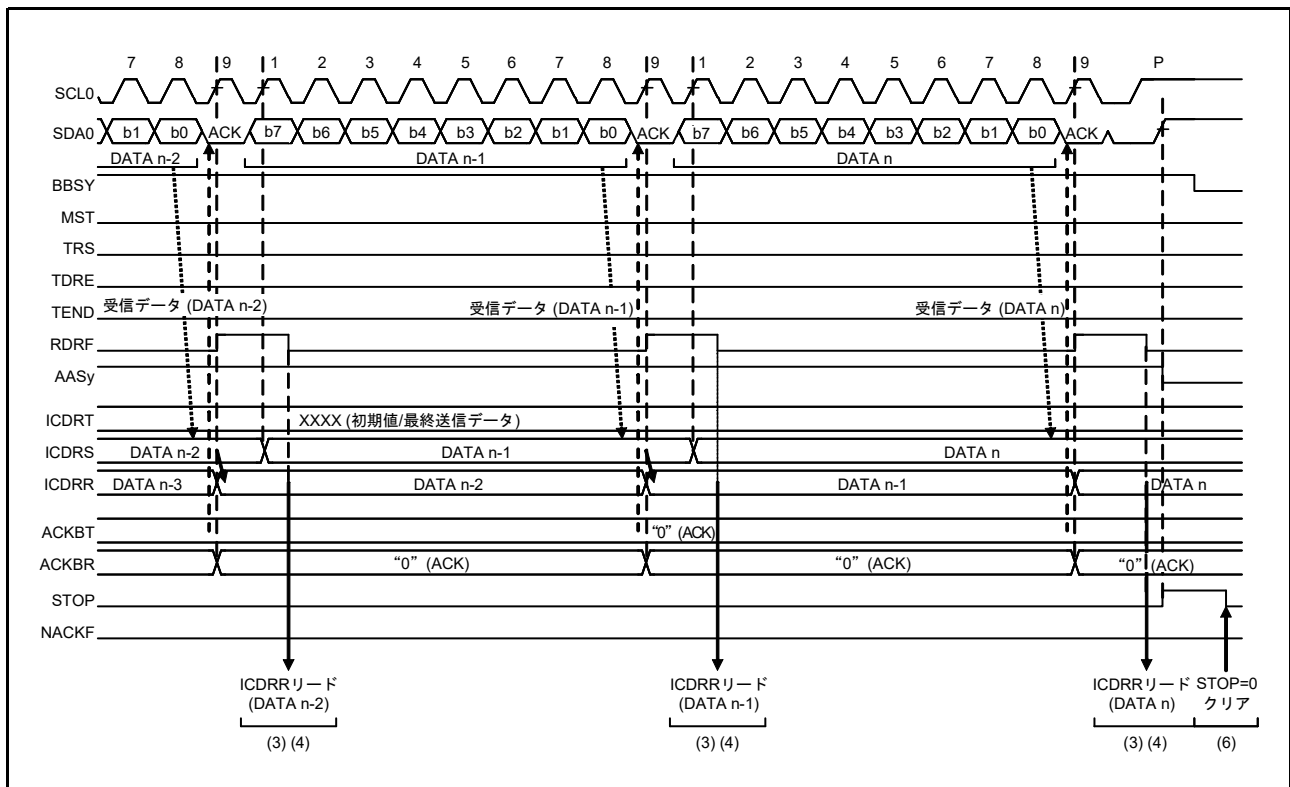 7 8 9 1 2 3 4 5 6 7 8 9 1 2 3 4 5 6 7 8 9 P
SCL0
SDA0 b1 b0 ACK b7 b6 b5 b4 b3 b2 b1 b0 ACK b7 b6 b5 b4 b3 b2 b1 b0 ACK
DATA n-2 DATA n-1 DATA n
BBSY
MST
TRS
TDRE
受信データ (DATA n-2) 受信データ (DATA n-1) 受信データ (DATA n)
TEND
RDRF
AASy
ICDRT XXXX (初期値/最終送信データ)
ICDRS DATA n-2 DATA n-1 DATA n
ICDRR DATA n-3 DATA n-2 DATA n-1 DATA n
ACKBT “0” (ACK)
ACKBR “0” (ACK) “0” (ACK) “0” (ACK)
STOP
NACKF
ICDRRリード ICDRRリード ICDRRリード STOP=0
(DATA n-2) (DATA n-1) (DATA n) クリア
(3) (4) (3) (4) (3) (4) (6)